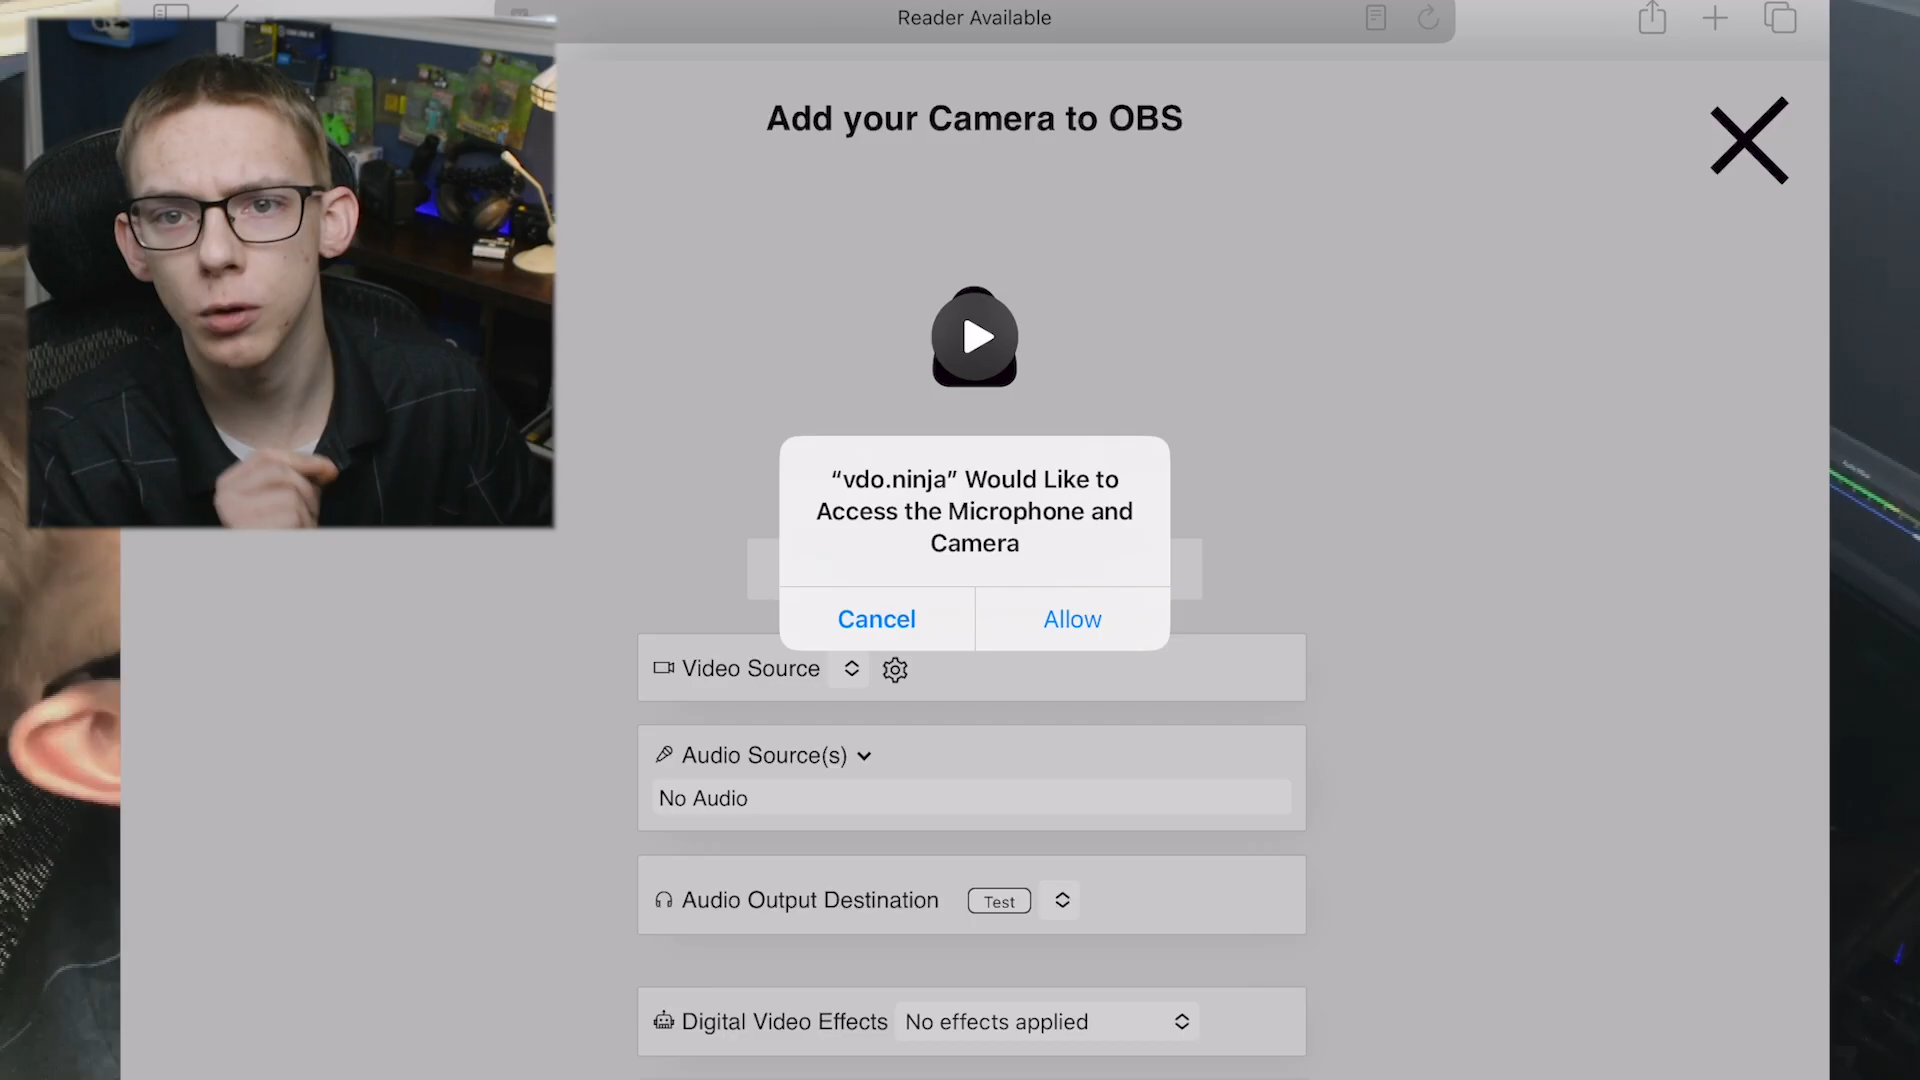 Reader Available
Add your Camera to OBS
“vdo.ninja” Would Like to
Access the Microphone and
Camera
Cancel
Allow
Video Source
Audio Source(s)
No Audio
Audio Output Destination
Test
Digital Video Effects
No effects applied